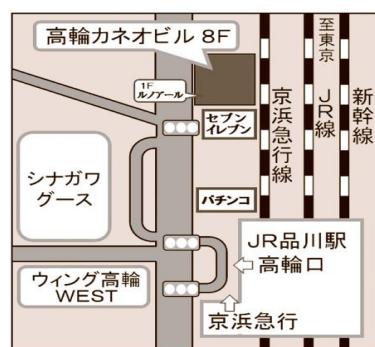 高輪カネオビル 8F
1F
ルノアール
セブン
イレブン
パチンコ
シナガワ
グース
ウィング高輪
WEST
京浜急行線
至東京
JR線
新幹線
JR品川駅
高輪口
京浜急行